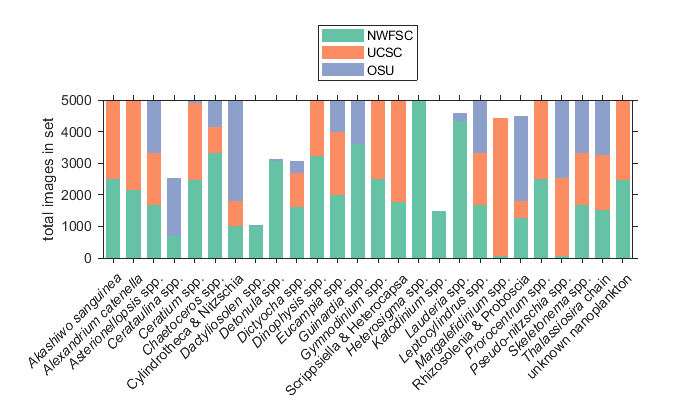 NWFSC
UCSC
OSU
total images in set
5000
4000
3000
2000
1000
0
Akashiwo sanguinea
Alexandrium catenella
Asterionellopsis spp.
Cerataulina spp.
Ceratium spp.
Chaetoceros spp.
Cylindrotheca & Nitzschia
Dactyliosolen spp.
Detonula spp.
Dictyocha spp.
Dinophysis spp.
Eucampia spp.
Guinardia spp.
Gymnodinium spp.
Scrippsiella & Heterocapsa
Heterosigma spp.
Katodinium spp.
Lauderia spp.
Leptocylindrus spp.
Margalefidinium spp.
Rhizosolenia & Proboscia
Prorocentrum spp.
Pseudo-nitzschia spp.
Skeletonema spp.
Thalassiosira chain
unknown nanoplankton